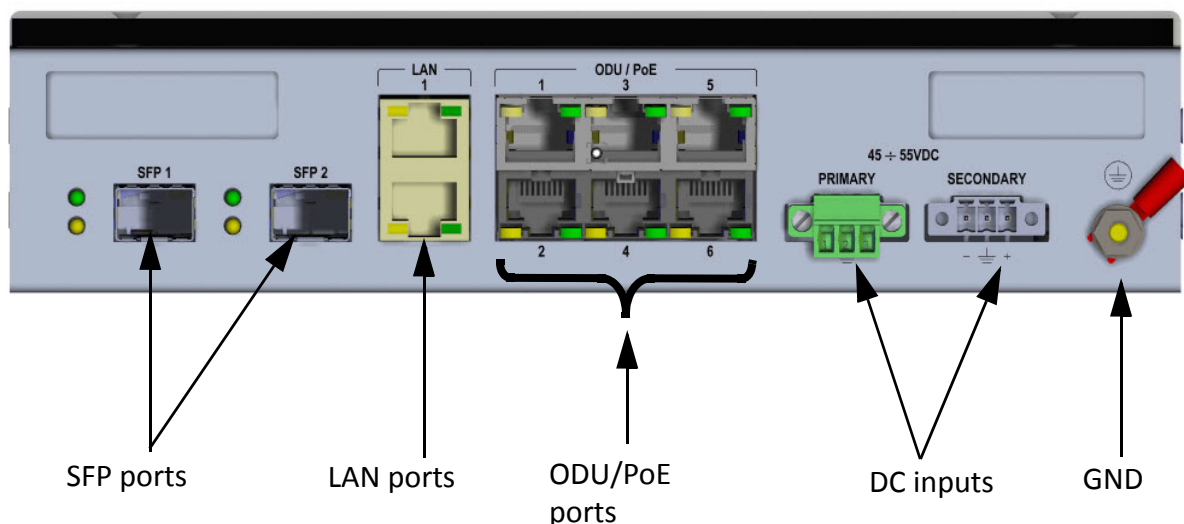 LAN
1
ODU / PoE
1 3 5
45 ÷ 55VDC
SFP 1
SFP 2
PRIMARY
SECONDARY
2 4 6
- +
SFP ports
LAN ports
ODU/PoE
ports
DC inputs
GND